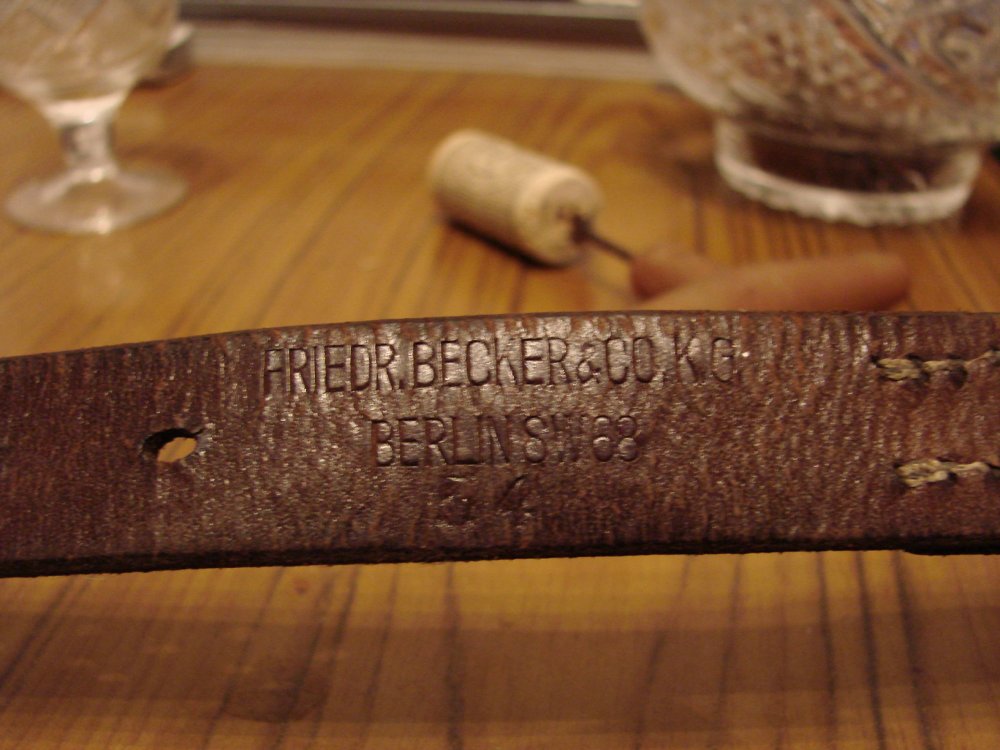 FRIEDR. BECKER & CO. K.G.
BERLIN SW 68
34